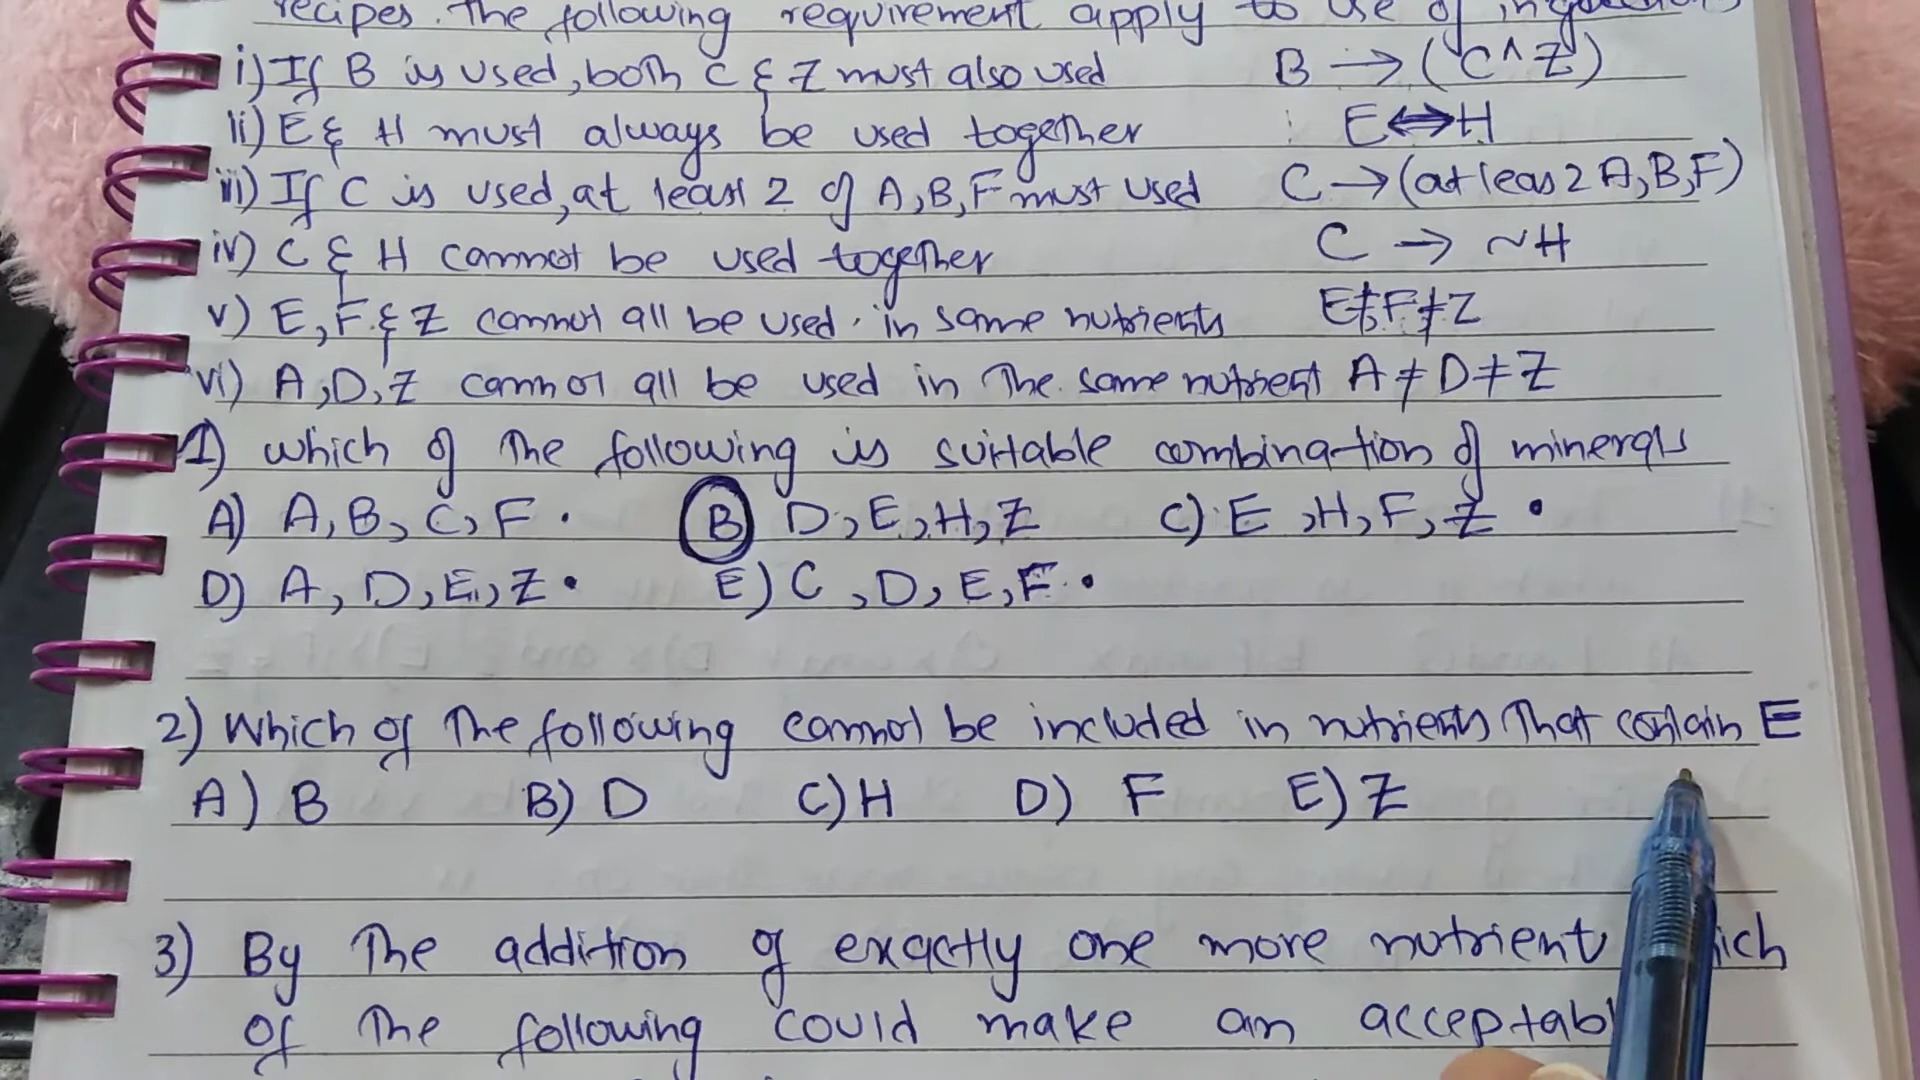 recipes. The following requirement apply to use of
i) If B is used, both C & Z must also used B → (C ^ Z)
ii) E & H must always be used together E ⟺ H
iii) If C is used, at least 2 of A, B, F must used C → (at leas 2 A, B, F)
iv) C & H cannot be used together C → ~H
v) E, F & Z cannot all be used in same nutrients E ≠ F ≠ Z
vi) A, D, Z cannot all be used in the same nutrient A ≠ D ≠ Z
1) which of the following is suitable combination of minerals
A) A, B, C, F . B) D, E, H, Z C) E, H, F, Z .
D) A, D, E, Z . E) C, D, E, F .
2) Which of the following cannot be included in nutrients that contain E
A) B B) D C) H D) F E) Z
3) By the addition of exactly one more nutrient
of the following could make an